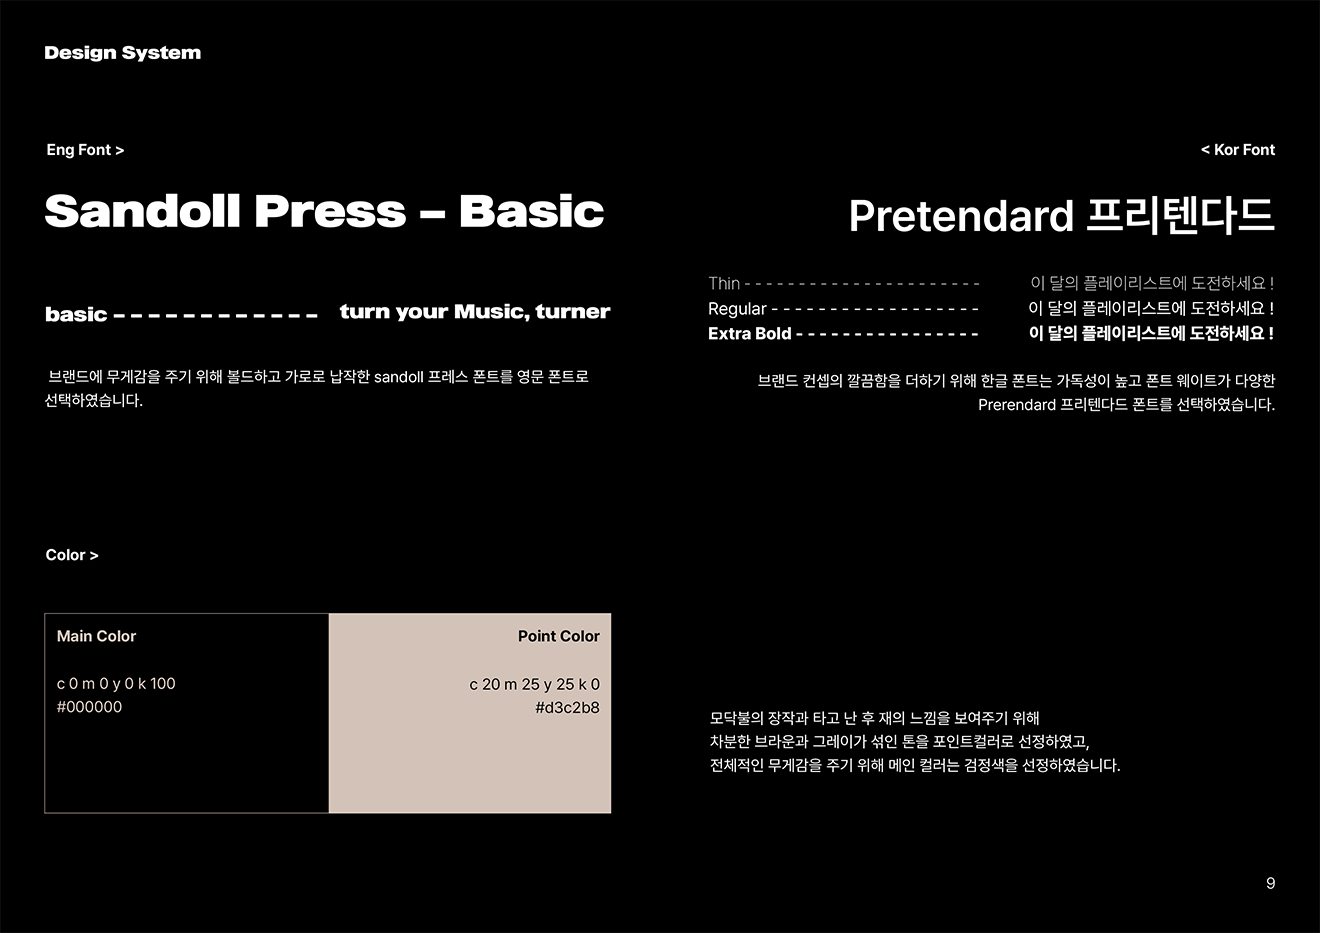 Design System
Eng Font >
Sandoll Press – Basic
basic – – – – – – – – – – – – turn your Music, turner
브랜드에 무게감을 주기 위해 볼드하고 가로로 납작한 sandoll 프레스 폰트를 영문 폰트로
선택하였습니다.
< Kor Font
Pretendard 프리텐다드
Thin - - - - - - - - - - - - - - - - - - - - - - 이 달의 플레이리스트에 도전하세요 !
Regular - - - - - - - - - - - - - - - - - - 이 달의 플레이리스트에 도전하세요 !
Extra Bold - - - - - - - - - - - - - - - - 이 달의 플레이리스트에 도전하세요 !
브랜드 컨셉의 깔끔함을 더하기 위해 한글 폰트는 가독성이 높고 폰트 웨이트가 다양한
Prerendard 프리텐다드 폰트를 선택하였습니다.
Color >
Main Color
c 0 m 0 y 0 k 100
#000000
Point Color
c 20 m 25 y 25 k 0
#d3c2b8
모닥불의 장작과 타고 난 후 재의 느낌을 보여주기 위해
차분한 브라운과 그레이가 섞인 톤을 포인트컬러로 선정하였고,
전체적인 무게감을 주기 위해 메인 컬러는 검정색을 선정하였습니다.
9